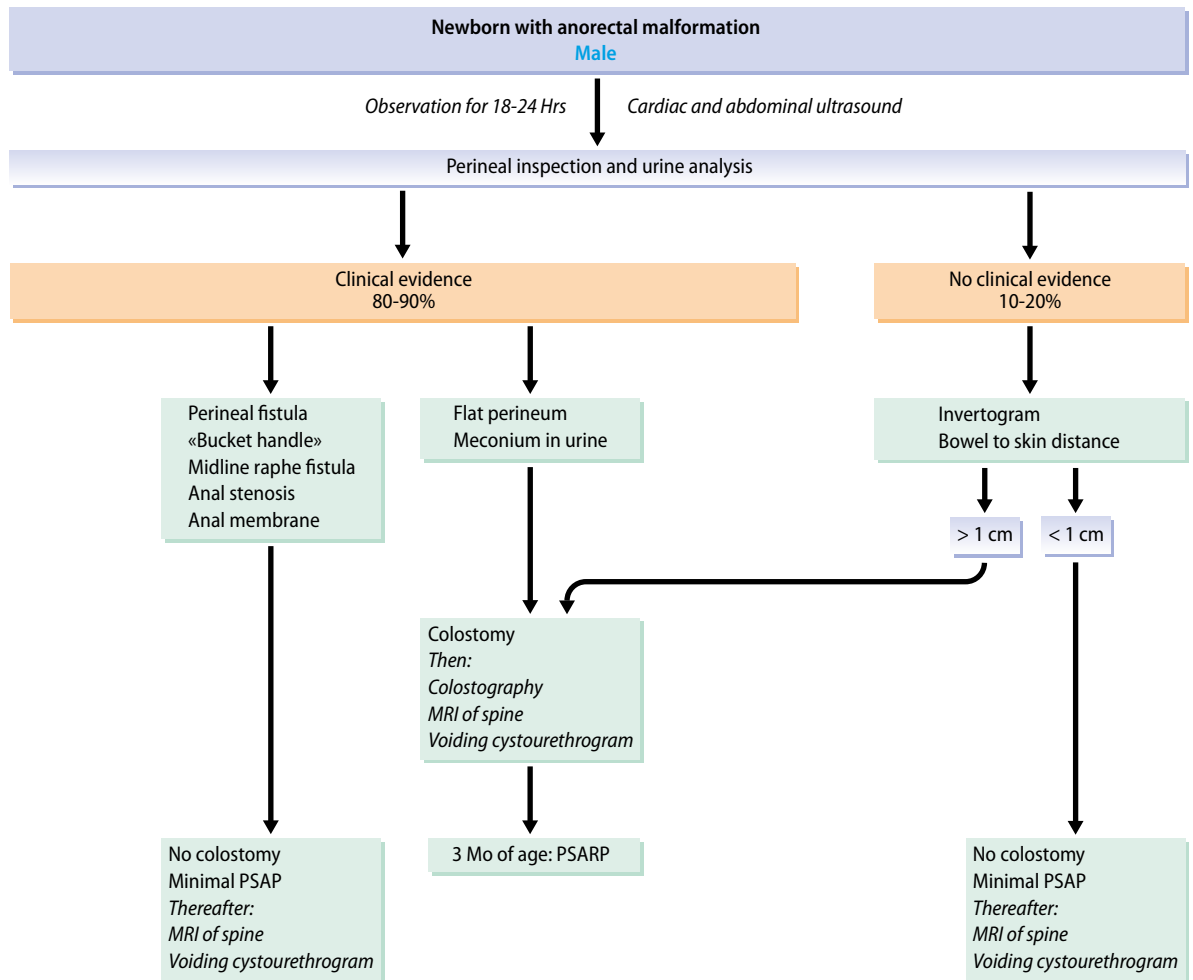 Newborn with anorectal malformation
Male
Observation for 18-24 Hrs
Cardiac and abdominal ultrasound
Perineal inspection and urine analysis
Clinical evidence
80-90%
No clinical evidence
10-20%
Perineal fistula
«Bucket handle»
Midline raphe fistula
Anal stenosis
Anal membrane
Flat perineum
Meconium in urine
Invertogram
Bowel to skin distance
> 1 cm
< 1 cm
Colostomy
Then:
Colostography
MRI of spine
Voiding cystourethrogram
No colostomy
Minimal PSAP
Thereafter:
MRI of spine
Voiding cystourethrogram
3 Mo of age: PSARP
No colostomy
Minimal PSAP
Thereafter:
MRI of spine
Voiding cystourethrogram